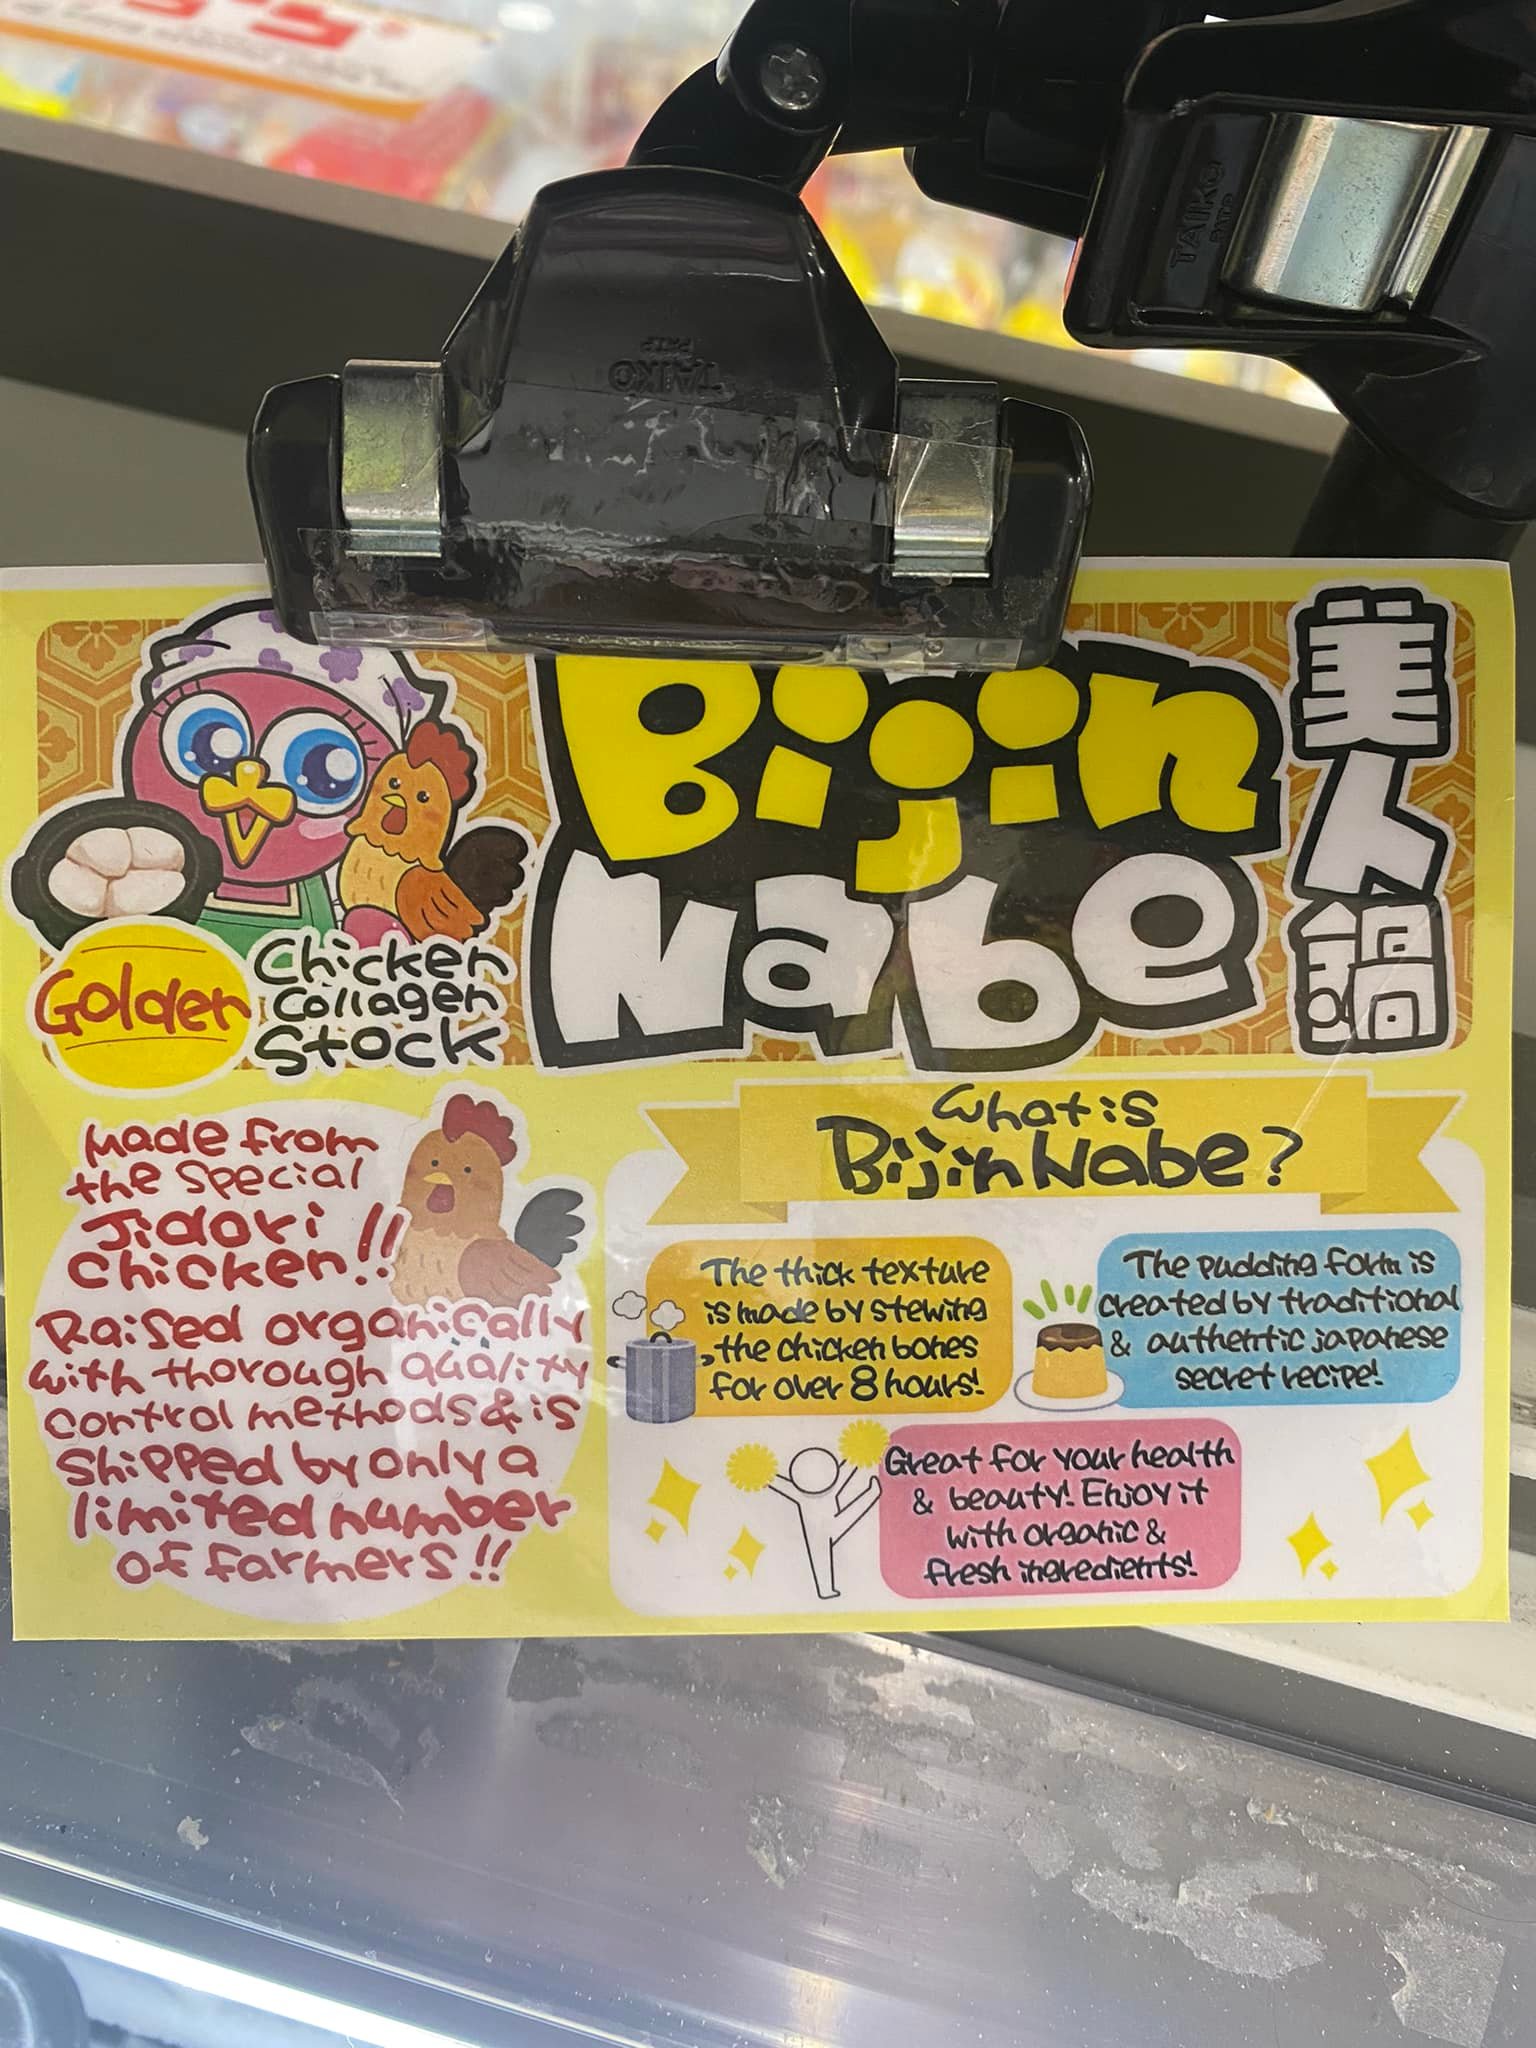 TAIKO
PATP
TAIKO
PATP
Bijin
Nabe
美人鍋
Golden
Chicken
Collagen
Stock
Made from
the special
Jidori
Chicken!!
Raised organically
with thorough quality
control methods & is
shipped by only a
limited number
of farmers!!
What is
Bijin Nabe?
The thick texture
is made by stewing
the chicken bones
for over 8 hours!
The pudding form is
created by traditional
& authentic japanese
secret recipe!
Great for your health
& beauty! Enjoy it
with organic &
fresh ingredients!